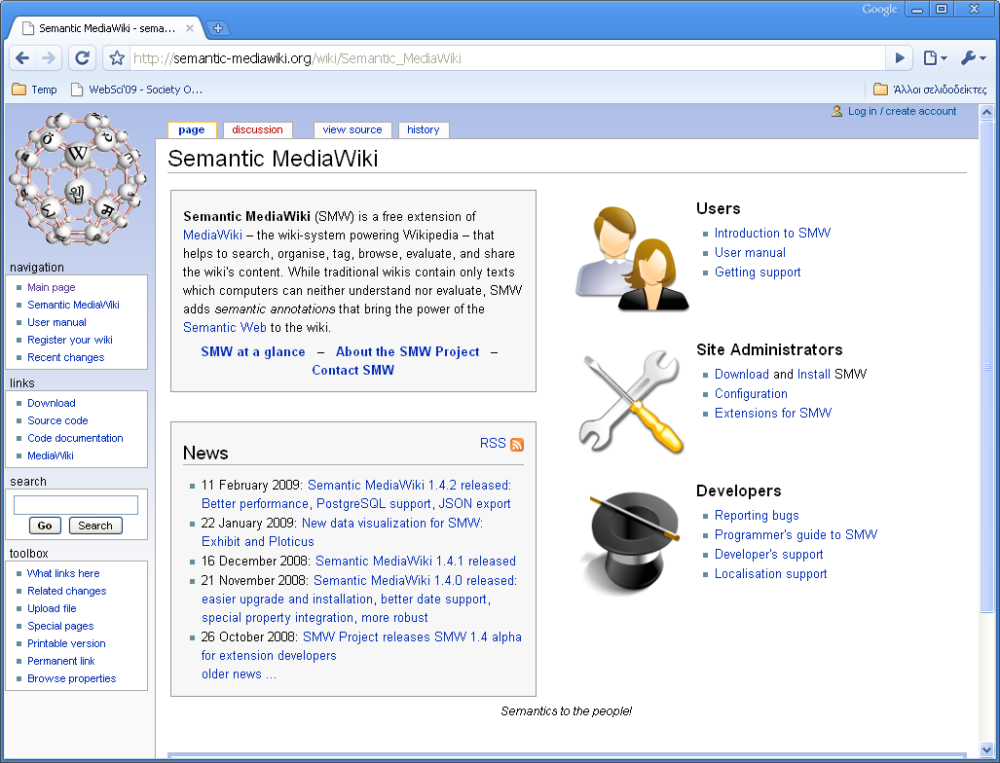 Google
Semantic MediaWiki - sema...
http://semantic-mediawiki.org/wiki/Semantic_MediaWiki
Temp
WebSci'09 - Society O...
Άλλοι σελιδοδείκτες
Log in / create account
page
discussion
view source
history
Semantic MediaWiki
navigation
Main page
Semantic MediaWiki
User manual
Register your wiki
Recent changes
links
Download
Source code
Code documentation
MediaWiki
search
Go
Search
toolbox
What links here
Related changes
Upload file
Special pages
Printable version
Permanent link
Browse properties
Semantic MediaWiki (SMW) is a free extension of
MediaWiki – the wiki-system powering Wikipedia – that
helps to search, organise, tag, browse, evaluate, and share
the wiki's content. While traditional wikis contain only texts
which computers can neither understand nor evaluate, SMW
adds semantic annotations that bring the power of the
Semantic Web to the wiki.
SMW at a glance – About the SMW Project –
Contact SMW
RSS
News
11 February 2009: Semantic MediaWiki 1.4.2 released:
Better performance, PostgreSQL support, JSON export
22 January 2009: New data visualization for SMW:
Exhibit and Ploticus
16 December 2008: Semantic MediaWiki 1.4.1 released
21 November 2008: Semantic MediaWiki 1.4.0 released:
easier upgrade and installation, better date support,
special property integration, more robust
26 October 2008: SMW Project releases SMW 1.4 alpha
for extension developers
older news ...
Users
Introduction to SMW
User manual
Getting support
Site Administrators
Download and Install SMW
Configuration
Extensions for SMW
Developers
Reporting bugs
Programmer's guide to SMW
Developer's support
Localisation support
Semantics to the people!